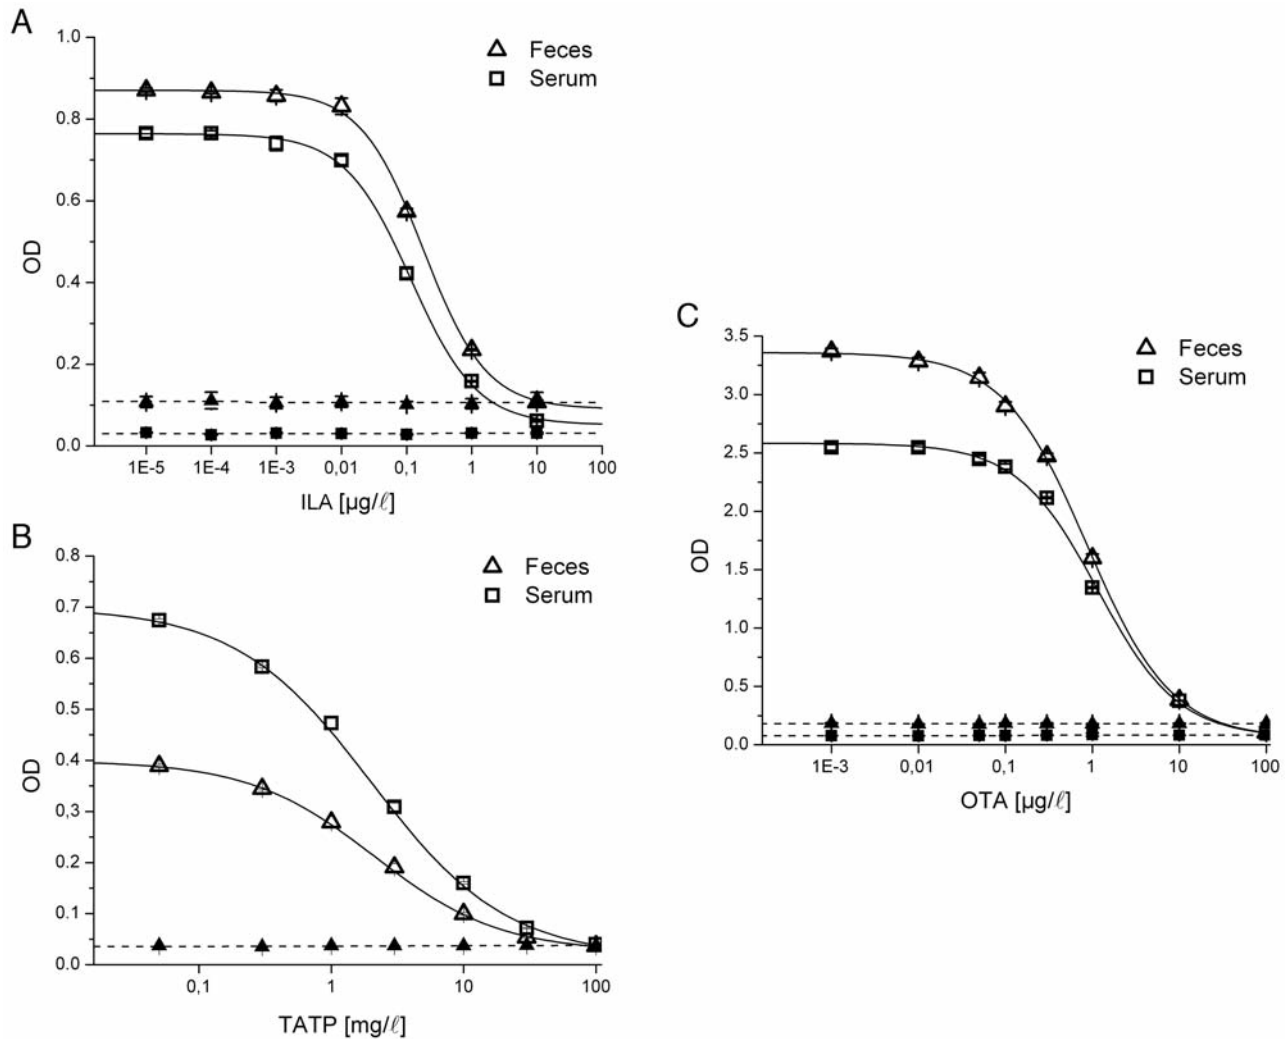 A
1.0
0.8
0.6
0.4
0.2
0.0
OD
Feces
Serum
1E-5 1E-4 1E-3 0,01 0,1 1 10 100
ILA [µg/ℓ]
B
0.8
0.7
0.6
0.5
0.4
0.3
0.2
0.1
0.0
OD
Feces
Serum
0,1 1 10 100
TATP [mg/ℓ]
C
3.5
3.0
2.5
2.0
1.5
1.0
0.5
0.0
OD
Feces
Serum
1E-3 0,01 0,1 1 10 100
OTA [µg/ℓ]